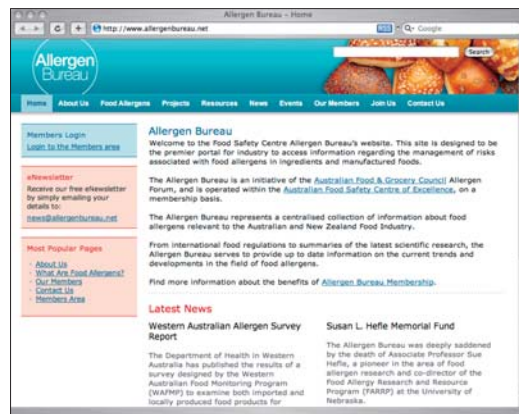 Allergen Bureau – Home
http://www.allergenbureau.net
RSS
Google
Allergen
Bureau
Search
Home About Us Food Allergens Projects Resources News Events Our Members Join Us Contact Us
Members Login
Login to the Members area
eNewsletter
Receive our free eNewsletter
by simply emailing your
details to:
news@allergenbureau.net
Most Popular Pages
About Us
What Are Food Allergens?
Our Members
Contact Us
Members Area
Allergen Bureau
Welcome to the Food Safety Centre Allergen Bureau's website. This site is designed to be
the premier portal for industry to access information regarding the management of risks
associated with food allergens in ingredients and manufactured foods.
The Allergen Bureau is an initiative of the Australian Food & Grocery Council Allergen
Forum, and is operated within the Australian Food Safety Centre of Excellence, on a
membership basis.
The Allergen Bureau represents a centralised collection of information about food
allergens relevant to the Australian and New Zealand Food Industry.
From international food regulations to summaries of the latest scientific research, the
Allergen Bureau serves to provide up to date information on the current trends and
developments in the field of food allergens.
Find more information about the benefits of Allergen Bureau Membership.
Latest News
Western Australian Allergen Survey
Report
The Department of Health in Western
Australia has published the results of a
survey designed by the Western
Australian Food Monitoring Program
(WAFMP) to examine both imported and
locally produced food products for
Susan L. Hefle Memorial Fund
The Allergen Bureau was deeply saddened
by the death of Associate Professor Sue
Hefle, a pioneer in the area of food
allergen research and co-director of the
Food Allergy Research and Resource
Program (FARRP) at the University of
Nebraska.